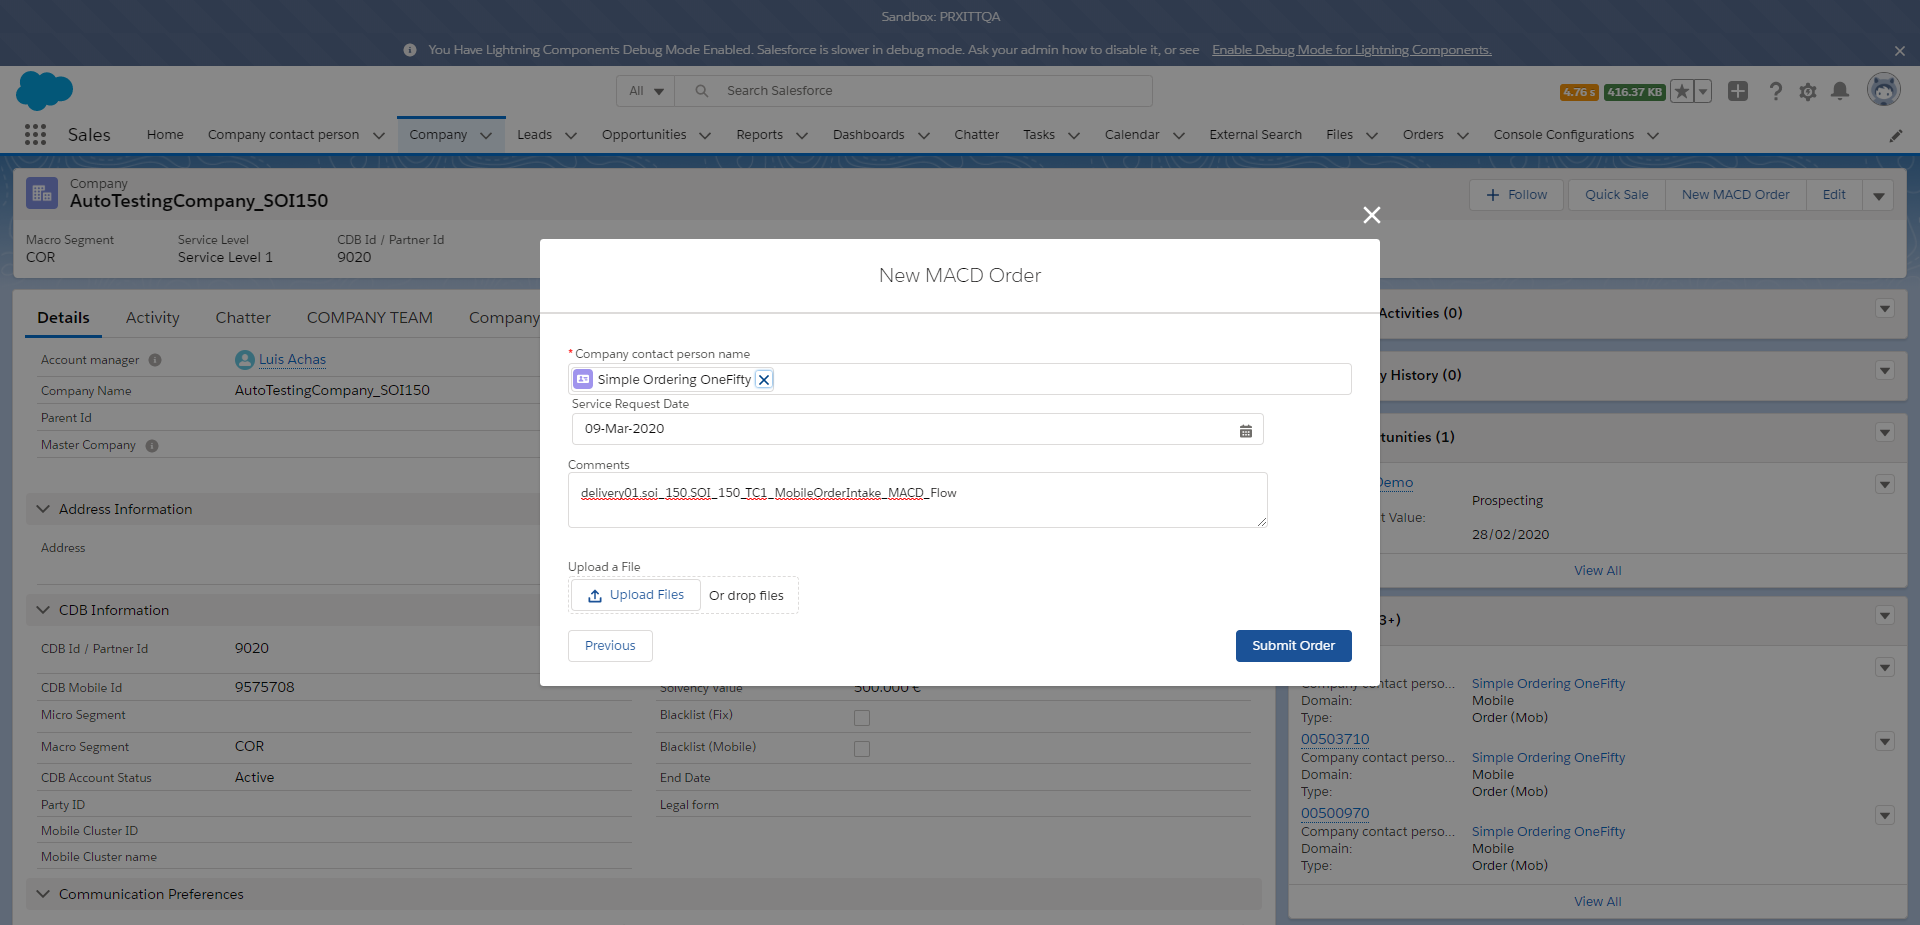 Sandbox: PRXITTQA
You Have Lightning Components Debug Mode Enabled. Salesforce is slower in debug mode. Ask your admin how to disable it, or see Enable Debug Mode for Lightning Components.
All
Search Salesforce
4.76 s 416.37 KB
Sales Home Company contact person Company Leads Opportunities Reports Dashboards Chatter Tasks Calendar External Search Files Orders Console Configurations
Company
AutoTestingCompany_SOI150
Follow Quick Sale New MACD Order Edit
Macro Segment Service Level CDB Id / Partner Id
COR Service Level 1 9020
Details Activity Chatter COMPANY TEAM Company
Account manager Luis Achas
Company Name AutoTestingCompany_SOI150
Parent Id
Master Company
Address Information
Address
CDB Information
CDB Id / Partner Id 9020
CDB Mobile Id 9575708
Micro Segment
Macro Segment COR
CDB Account Status Active
Party ID
Mobile Cluster ID
Mobile Cluster name
Communication Preferences
Solvency Value 500.000 €
Blacklist (Fix)
Blacklist (Mobile)
End Date
Legal form
New MACD Order
* Company contact person name
Simple Ordering OneFifty
Service Request Date
09-Mar-2020
Comments
delivery01.soi_150.SOI_150_TC1_MobileOrderIntake_MACD_Flow
Upload a File
Upload Files Or drop files
Previous Submit Order
Activities (0)
y History (0)
tunities (1)
Demo
Prospecting
t Value:
28/02/2020
View All
3+)
Company contact perso... Simple Ordering OneFifty
Domain: Mobile
Type: Order (Mob)
00503710
Company contact perso... Simple Ordering OneFifty
Domain: Mobile
Type: Order (Mob)
00500970
Company contact perso... Simple Ordering OneFifty
Domain: Mobile
Type: Order (Mob)
View All